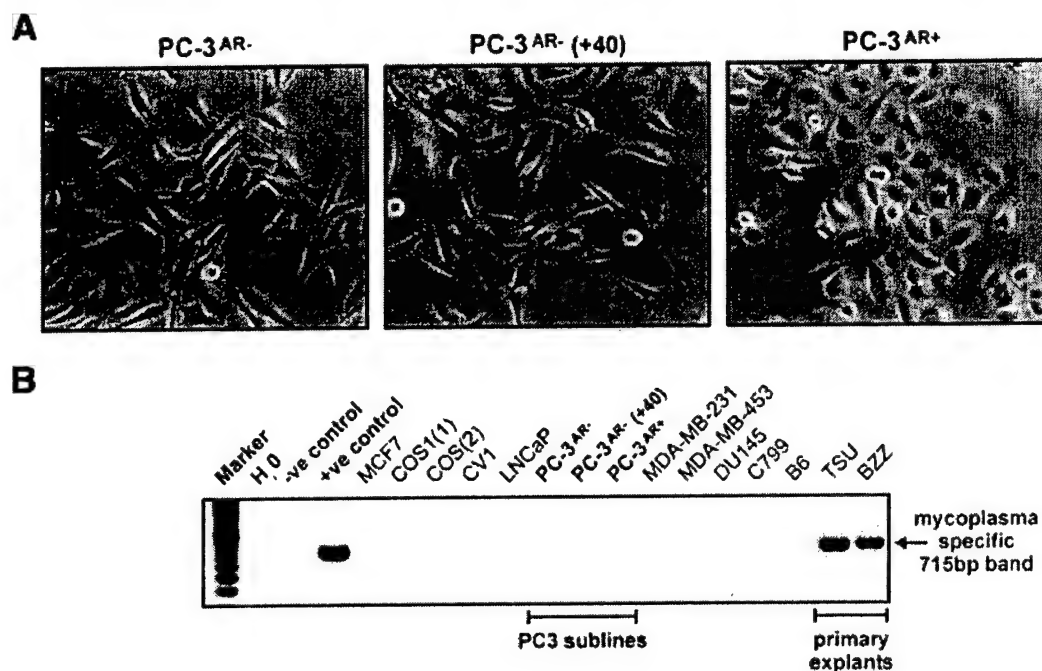 A
PC-3AR-
PC-3AR- (+40)
PC-3AR+
B
Marker
H2O
-ve control
+ve control
MCF7
COS1(1)
COS(2)
CV1
LNCaP
PC-3AR-
PC-3AR- (+40)
PC-3AR+
MDA-MB-231
MDA-MB-453
DU145
C799
B6
TSU
BZZ
mycoplasma
specific
715bp band
PC3 sublines
primary
explants